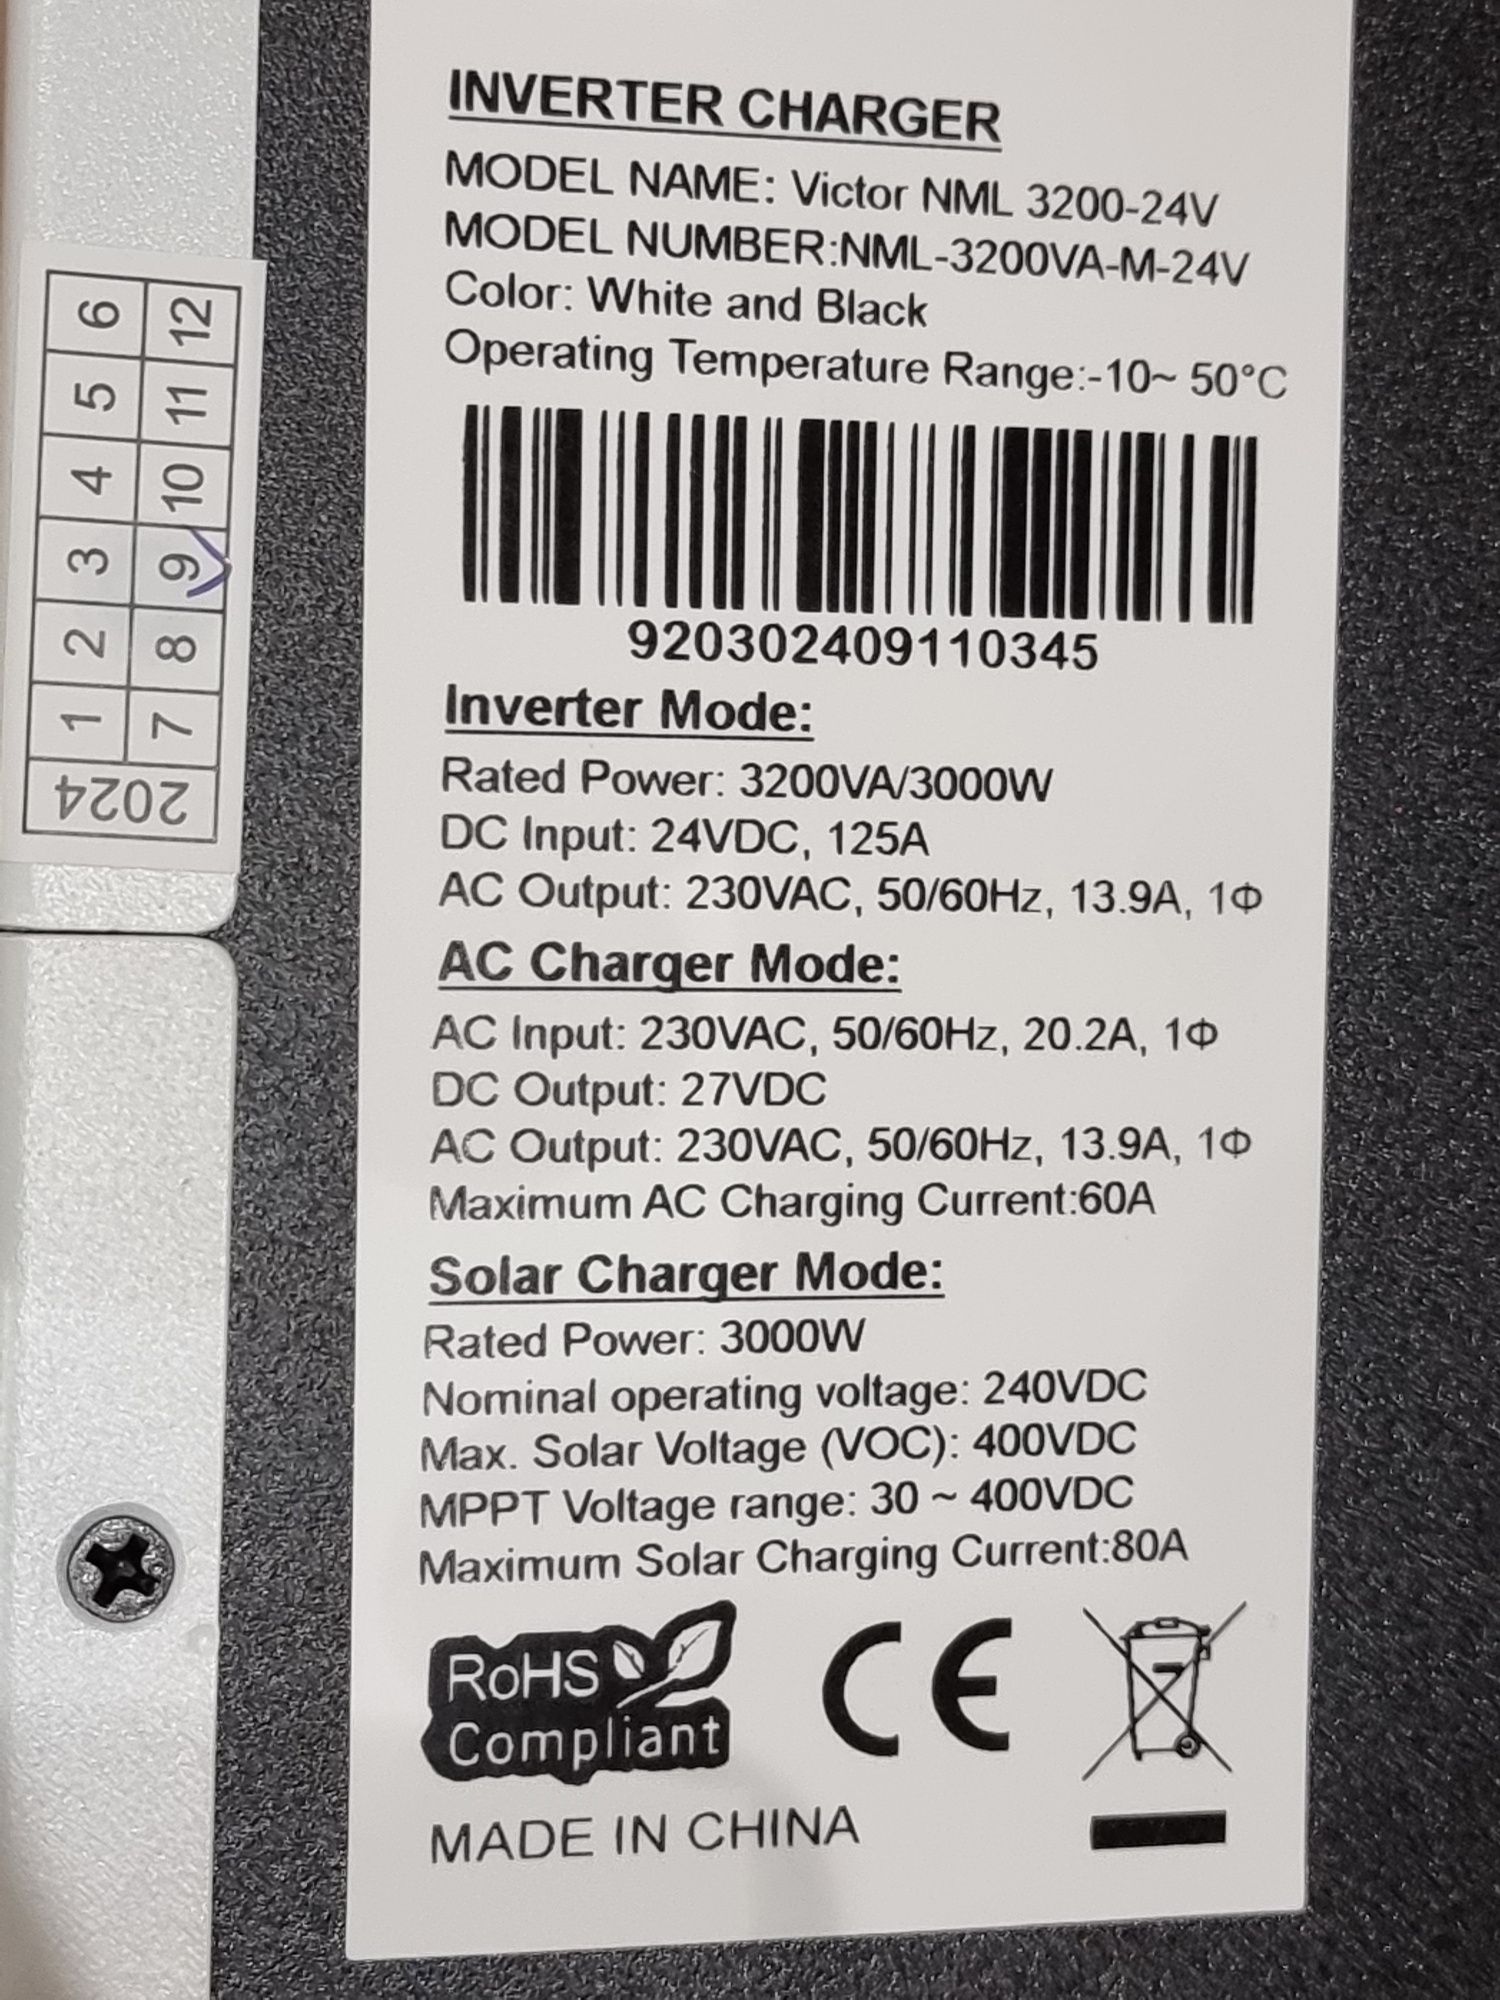 INVERTER CHARGER
MODEL NAME: Victor NML 3200-24V
MODEL NUMBER:NML-3200VA-M-24V
Color: White and Black
Operating Temperature Range:-10~ 50°C
920302409110345
Inverter Mode:
Rated Power: 3200VA/3000W
DC Input: 24VDC, 125A
AC Output: 230VAC, 50/60Hz, 13.9A, 1Φ
AC Charger Mode:
AC Input: 230VAC, 50/60Hz, 20.2A, 1Φ
DC Output: 27VDC
AC Output: 230VAC, 50/60Hz, 13.9A, 1Φ
Maximum AC Charging Current:60A
Solar Charger Mode:
Rated Power: 3000W
Nominal operating voltage: 240VDC
Max. Solar Voltage (VOC): 400VDC
MPPT Voltage range: 30 ~ 400VDC
Maximum Solar Charging Current:80A
RoHS
Compliant
CE
MADE IN CHINA
2024
1 2 3 4 5 6
7 8 9 10 11 12